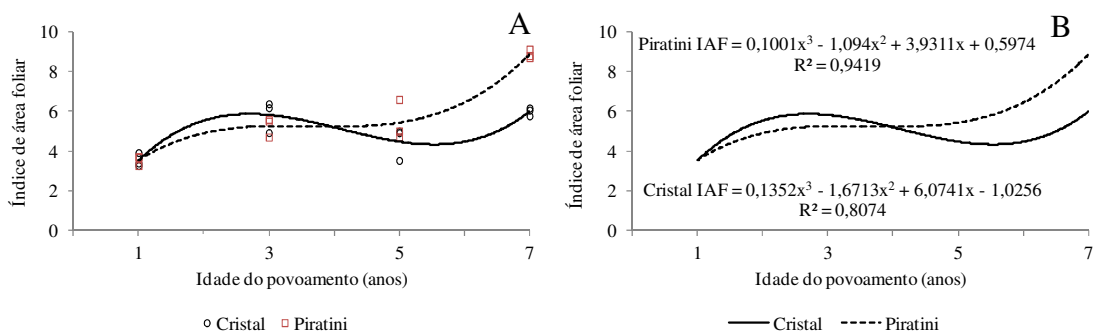 A
Índice de área foliar
10
8
6
4
2
0
1
3
5
7
Idade do povoamento (anos)
Cristal
Piratini
B
Índice de área foliar
10
8
6
4
2
0
Piratini IAF = 0,1001x³ - 1,094x² + 3,9311x + 0,5974
R² = 0,9419
Cristal IAF = 0,1352x³ - 1,6713x² + 6,0741x - 1,0256
R² = 0,8074
1
3
5
7
Idade do povoamento (anos)
Cristal
Piratini